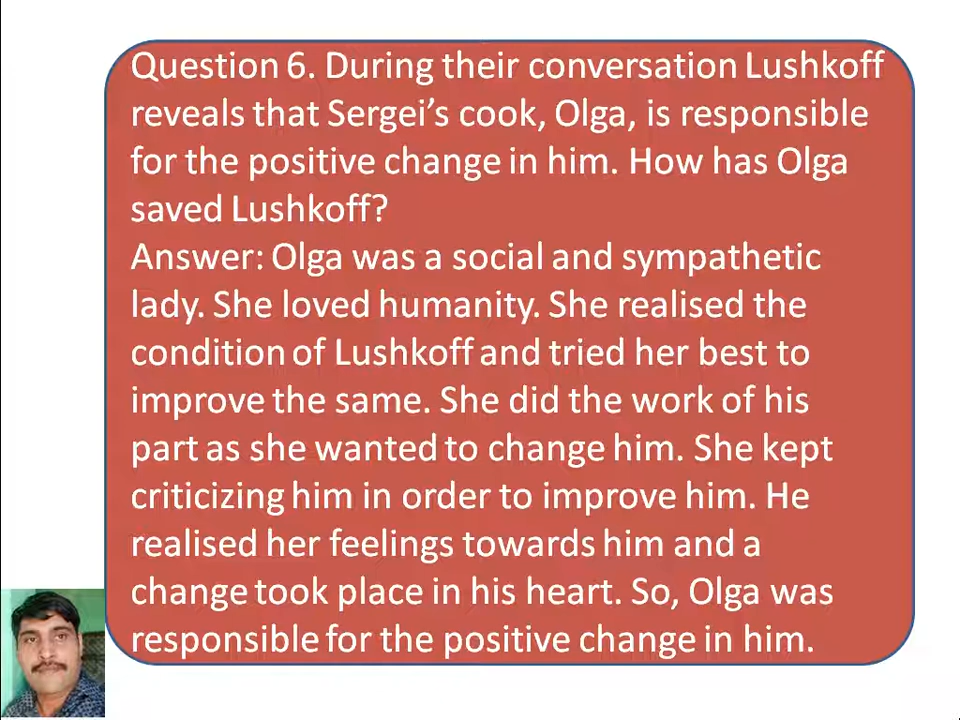 Question 6. During their conversation Lushkoff
reveals that Sergei’s cook, Olga, is responsible
for the positive change in him. How has Olga
saved Lushkoff?
Answer: Olga was a social and sympathetic
lady. She loved humanity. She realised the
condition of Lushkoff and tried her best to
improve the same. She did the work of his
part as she wanted to change him. She kept
criticizing him in order to improve him. He
realised her feelings towards him and a
change took place in his heart. So, Olga was
responsible for the positive change in him.